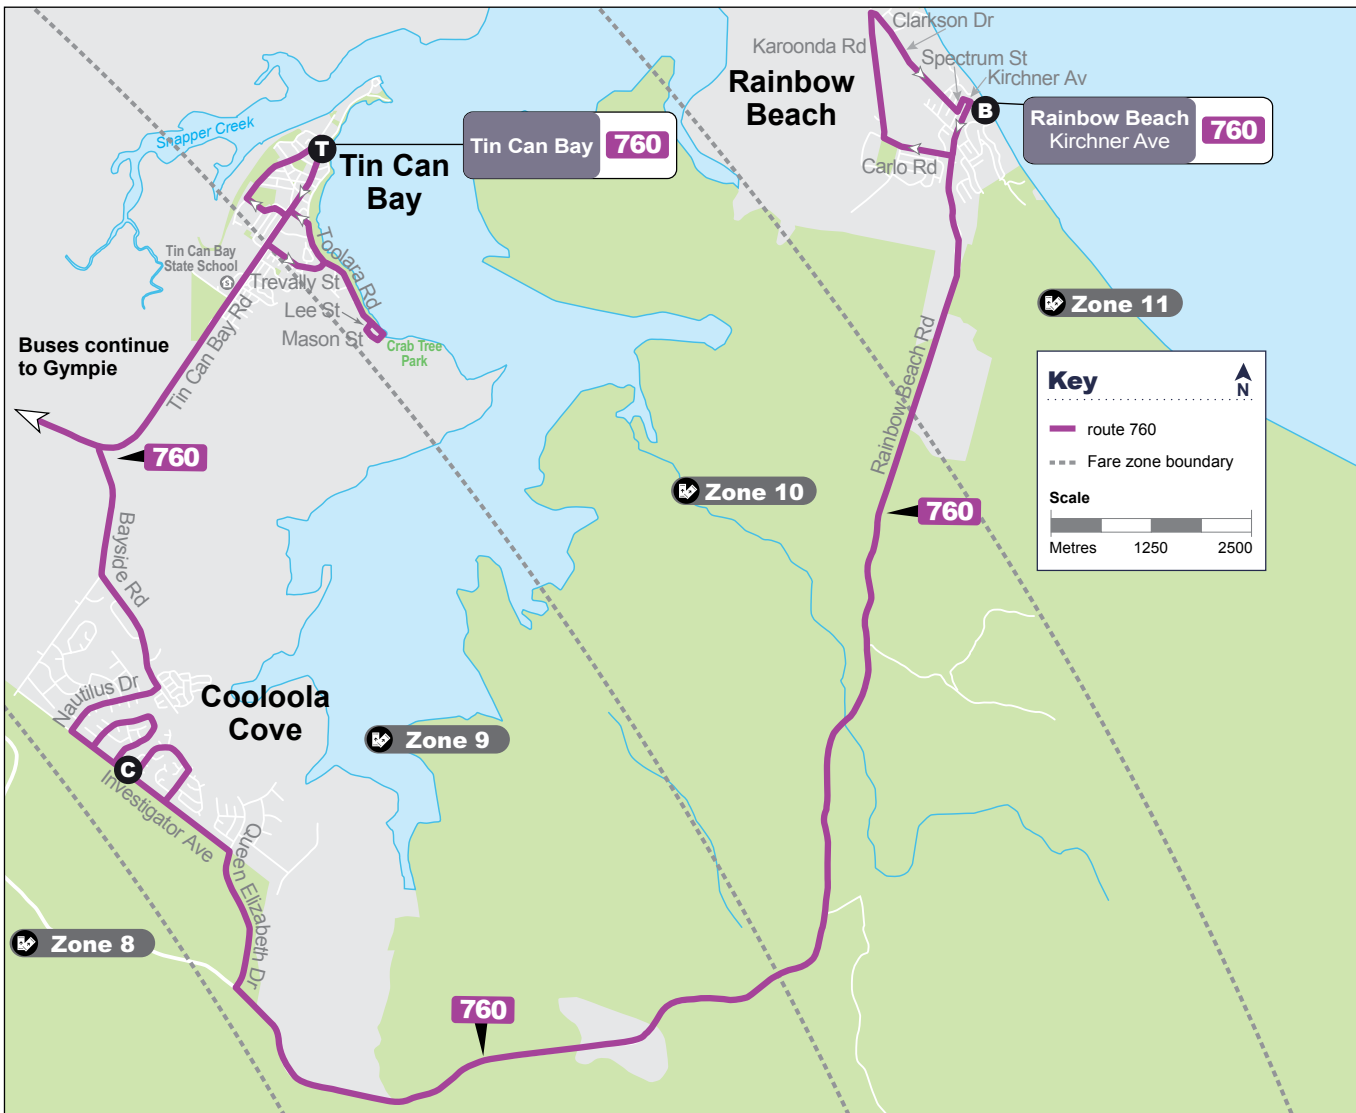 Clarkson Dr
Karoonda Rd
Spectrum St
Kirchner Av
Rainbow
Beach
B
Rainbow Beach
Kirchner Ave
760
Carlo Rd
Snapper Creek
T
Tin Can
Bay
Tin Can Bay
760
Tin Can Bay
State School
Toolara Rd
Trevally St
Lee St
Mason St
Crab Tree
Park
Tin Can Bay Rd
Buses continue
to Gympie
760
Zone 11
Key
N
route 760
Fare zone boundary
Scale
Metres 1250 2500
Rainbow Beach Rd
Zone 10
760
Bayside Rd
Nautilus Dr
Cooloola
Cove
Zone 9
C
Investigator Ave
Queen Elizabeth Dr
Zone 8
760